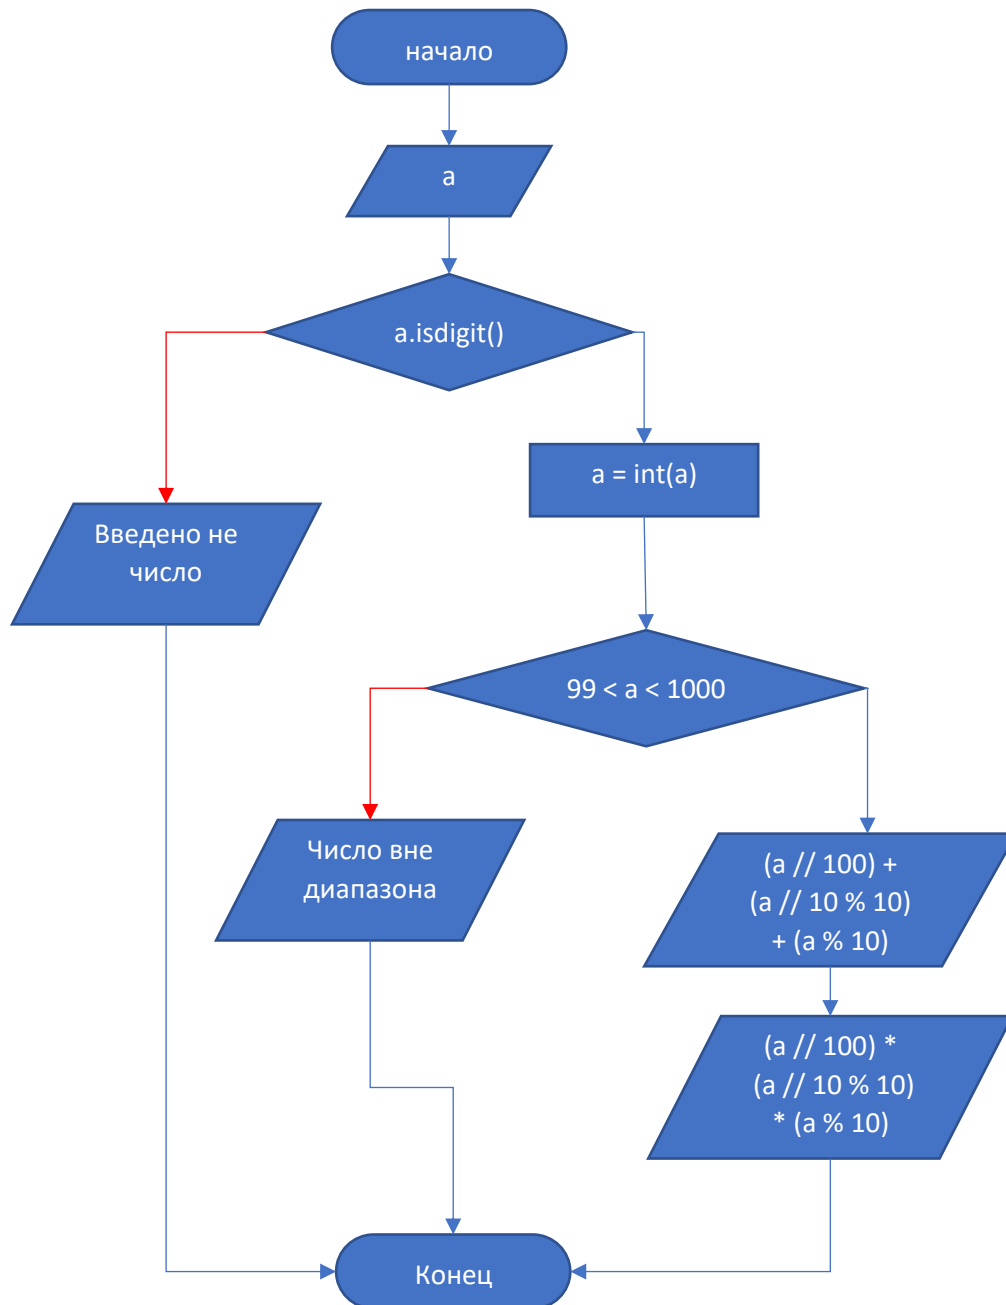 начало
a
a.isdigit()
a = int(a)
Введено не
число
99 < a < 1000
Число вне
диапазона
(a // 100) +
(a // 10 % 10)
+ (a % 10)
(a // 100) *
(a // 10 % 10)
* (a % 10)
Конец